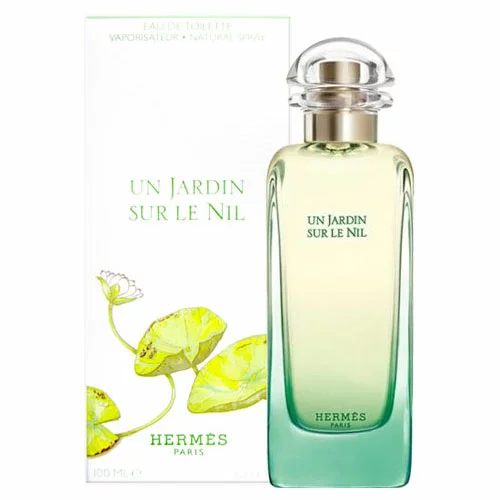 EAU DE TOILETTE
VAPORISATEUR • NATURAL SPRAY
UN JARDIN
SUR LE NIL
HERMÈS
PARIS
100 ML ℮
UN JARDIN
SUR LE NIL
HERMÈS
PARIS